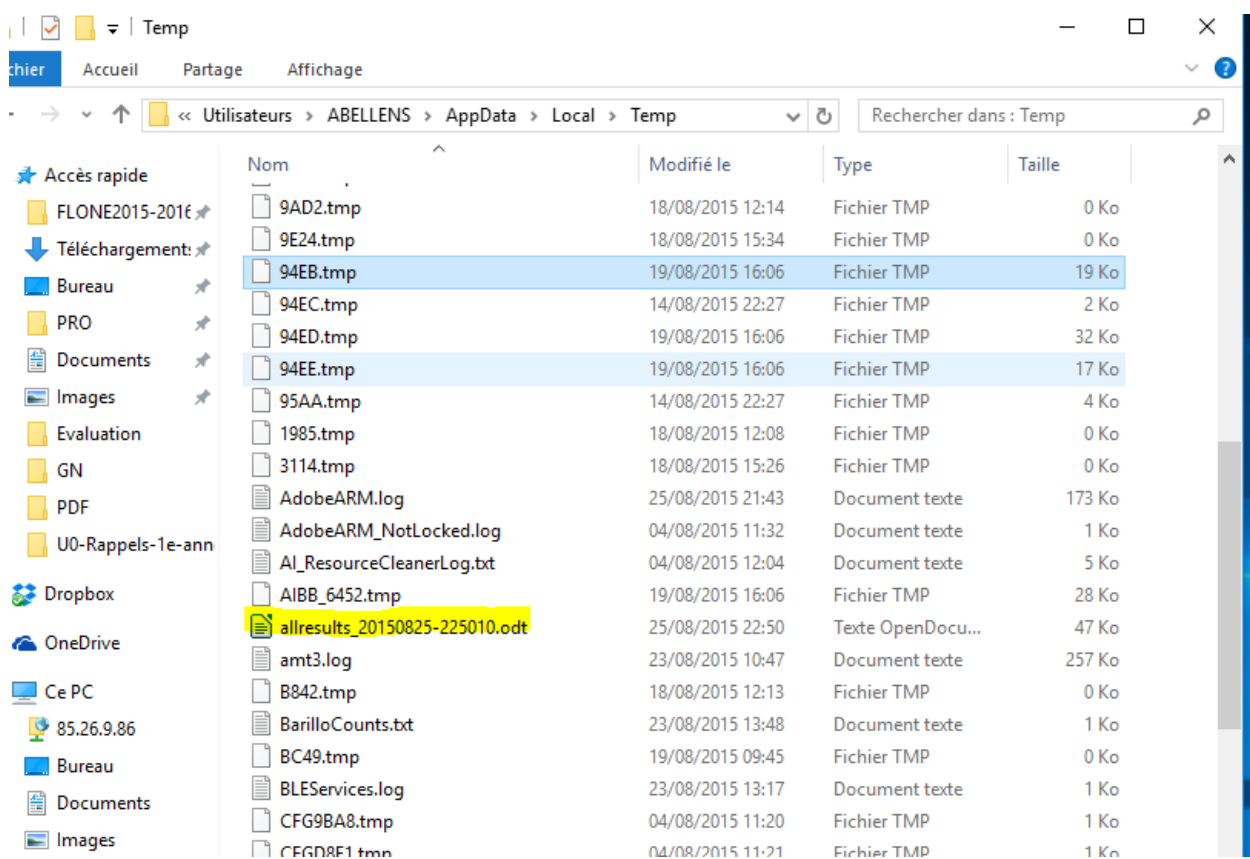 Temp
chier Accueil Partage Affichage
« Utilisateurs > ABELLENS > AppData > Local > Temp Rechercher dans : Temp
Nom Modifié le Type Taille
Accès rapide
FLONE2015-2016
Téléchargement:
Bureau
PRO
Documents
Images
Evaluation
GN
PDF
U0-Rappels-1e-ann
Dropbox
OneDrive
Ce PC
85.26.9.86
Bureau
Documents
Images
9AD2.tmp 18/08/2015 12:14 Fichier TMP 0 Ko
9E24.tmp 18/08/2015 15:34 Fichier TMP 0 Ko
94EB.tmp 19/08/2015 16:06 Fichier TMP 19 Ko
94EC.tmp 14/08/2015 22:27 Fichier TMP 2 Ko
94ED.tmp 19/08/2015 16:06 Fichier TMP 32 Ko
94EE.tmp 19/08/2015 16:06 Fichier TMP 17 Ko
95AA.tmp 14/08/2015 22:27 Fichier TMP 4 Ko
1985.tmp 18/08/2015 12:08 Fichier TMP 0 Ko
3114.tmp 18/08/2015 15:26 Fichier TMP 0 Ko
AdobeARM.log 25/08/2015 21:43 Document texte 173 Ko
AdobeARM_NotLocked.log 04/08/2015 11:32 Document texte 1 Ko
AI_ResourceCleanerLog.txt 04/08/2015 12:04 Document texte 5 Ko
AIBB_6452.tmp 19/08/2015 16:06 Fichier TMP 28 Ko
allresults_20150825-225010.odt 25/08/2015 22:50 Texte OpenDocu... 47 Ko
amt3.log 23/08/2015 10:47 Document texte 257 Ko
B842.tmp 18/08/2015 12:13 Fichier TMP 0 Ko
BarilloCounts.txt 23/08/2015 13:48 Document texte 1 Ko
BC49.tmp 19/08/2015 09:45 Fichier TMP 0 Ko
BLEServices.log 23/08/2015 13:17 Document texte 1 Ko
CFG9BA8.tmp 04/08/2015 11:20 Fichier TMP 1 Ko
CFGD8E1.tmp 04/08/2015 11:21 Fichier TMP 1 Ko